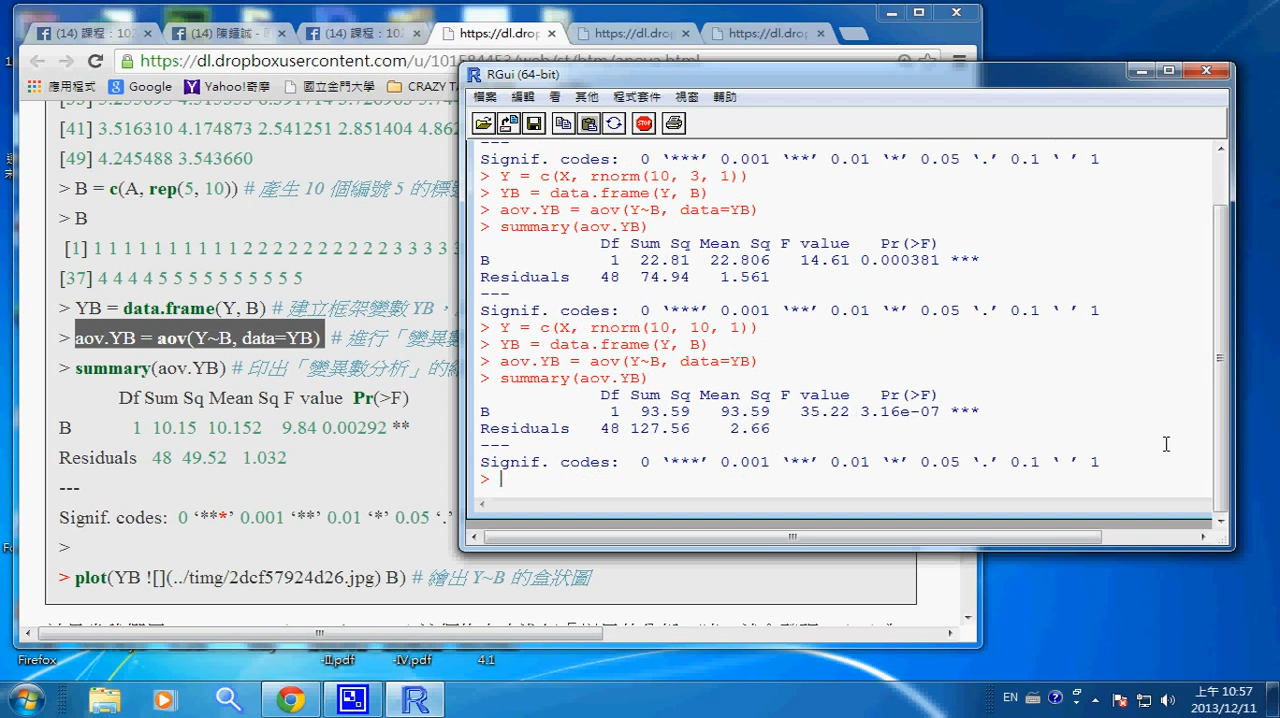 (14) 課程：102
(14) 陳鍾誠 -
(14) 課程：102
https://dl.drop
https://dl.drop
https://dl.drop
https://dl.dropboxusercontent.com/u/101584453/web/st/htm/anova.html
應用程式
Google
Yahoo!奇摩
國立金門大學
CRAZY TA
[41] 3.516310 4.174873 2.541251 2.851404 4.862
[49] 4.245488 3.543660
> B = c(A, rep(5, 10)) # 產生 10 個編號 5 的標
> B
[1] 1 1 1 1 1 1 1 1 1 1 2 2 2 2 2 2 2 2 2 2 3 3 3 3
[37] 4 4 4 4 5 5 5 5 5 5 5 5 5 5
> YB = data.frame(Y, B) # 建立框架變數 YB，
> aov.YB = aov(Y~B, data=YB) # 進行「變異數
> summary(aov.YB) # 印出「變異數分析」的結
Df Sum Sq Mean Sq F value Pr(>F)
B 1 10.15 10.152 9.84 0.00292 **
Residuals 48 49.52 1.032
---
Signif. codes: 0 ‘***’ 0.001 ‘**’ 0.01 ‘*’ 0.05 ‘.’
>
> plot(YB ![](../timg/2dcf57924d26.jpg) B) # 繪出 Y~B 的盒狀圖
RGui (64-bit)
檔案 編輯 看 其他 程式套件 視窗 輔助
STOP
---
Signif. codes: 0 ‘***’ 0.001 ‘**’ 0.01 ‘*’ 0.05 ‘.’ 0.1 ‘ ’ 1
> Y = c(X, rnorm(10, 3, 1))
> YB = data.frame(Y, B)
> aov.YB = aov(Y~B, data=YB)
> summary(aov.YB)
Df Sum Sq Mean Sq F value Pr(>F)
B 1 22.81 22.806 14.61 0.000381 ***
Residuals 48 74.94 1.561
---
Signif. codes: 0 ‘***’ 0.001 ‘**’ 0.01 ‘*’ 0.05 ‘.’ 0.1 ‘ ’ 1
> Y = c(X, rnorm(10, 10, 1))
> YB = data.frame(Y, B)
> aov.YB = aov(Y~B, data=YB)
> summary(aov.YB)
Df Sum Sq Mean Sq F value Pr(>F)
B 1 93.59 93.59 35.22 3.16e-07 ***
Residuals 48 127.56 2.66
---
Signif. codes: 0 ‘***’ 0.001 ‘**’ 0.01 ‘*’ 0.05 ‘.’ 0.1 ‘ ’ 1
>
Firefox
-II.pdf
-IV.pdf
4.1
EN
上午 10:57
2013/12/11